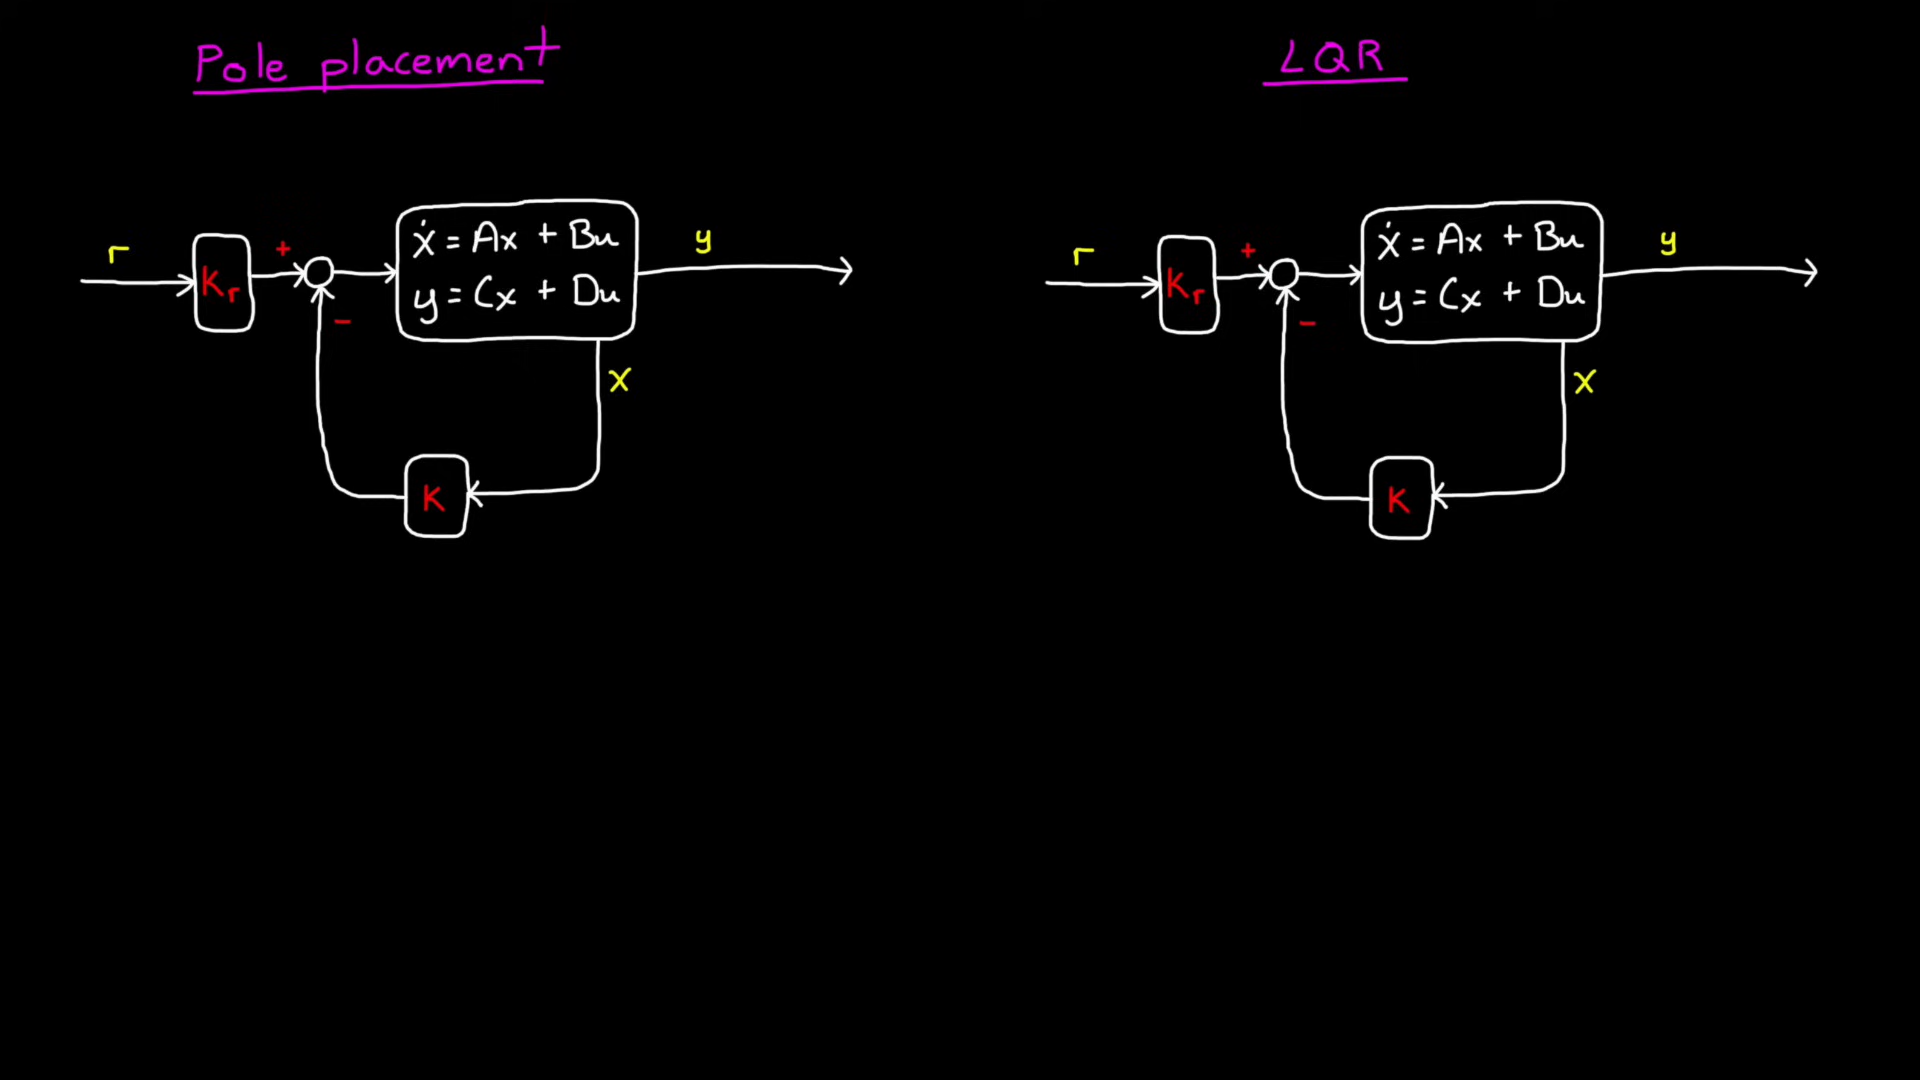 Pole placement
r
Kr
+
-
ẋ = Ax + Bu
y = Cx + Du
y
x
K
LQR
r
Kr
+
-
ẋ = Ax + Bu
y = Cx + Du
y
x
K